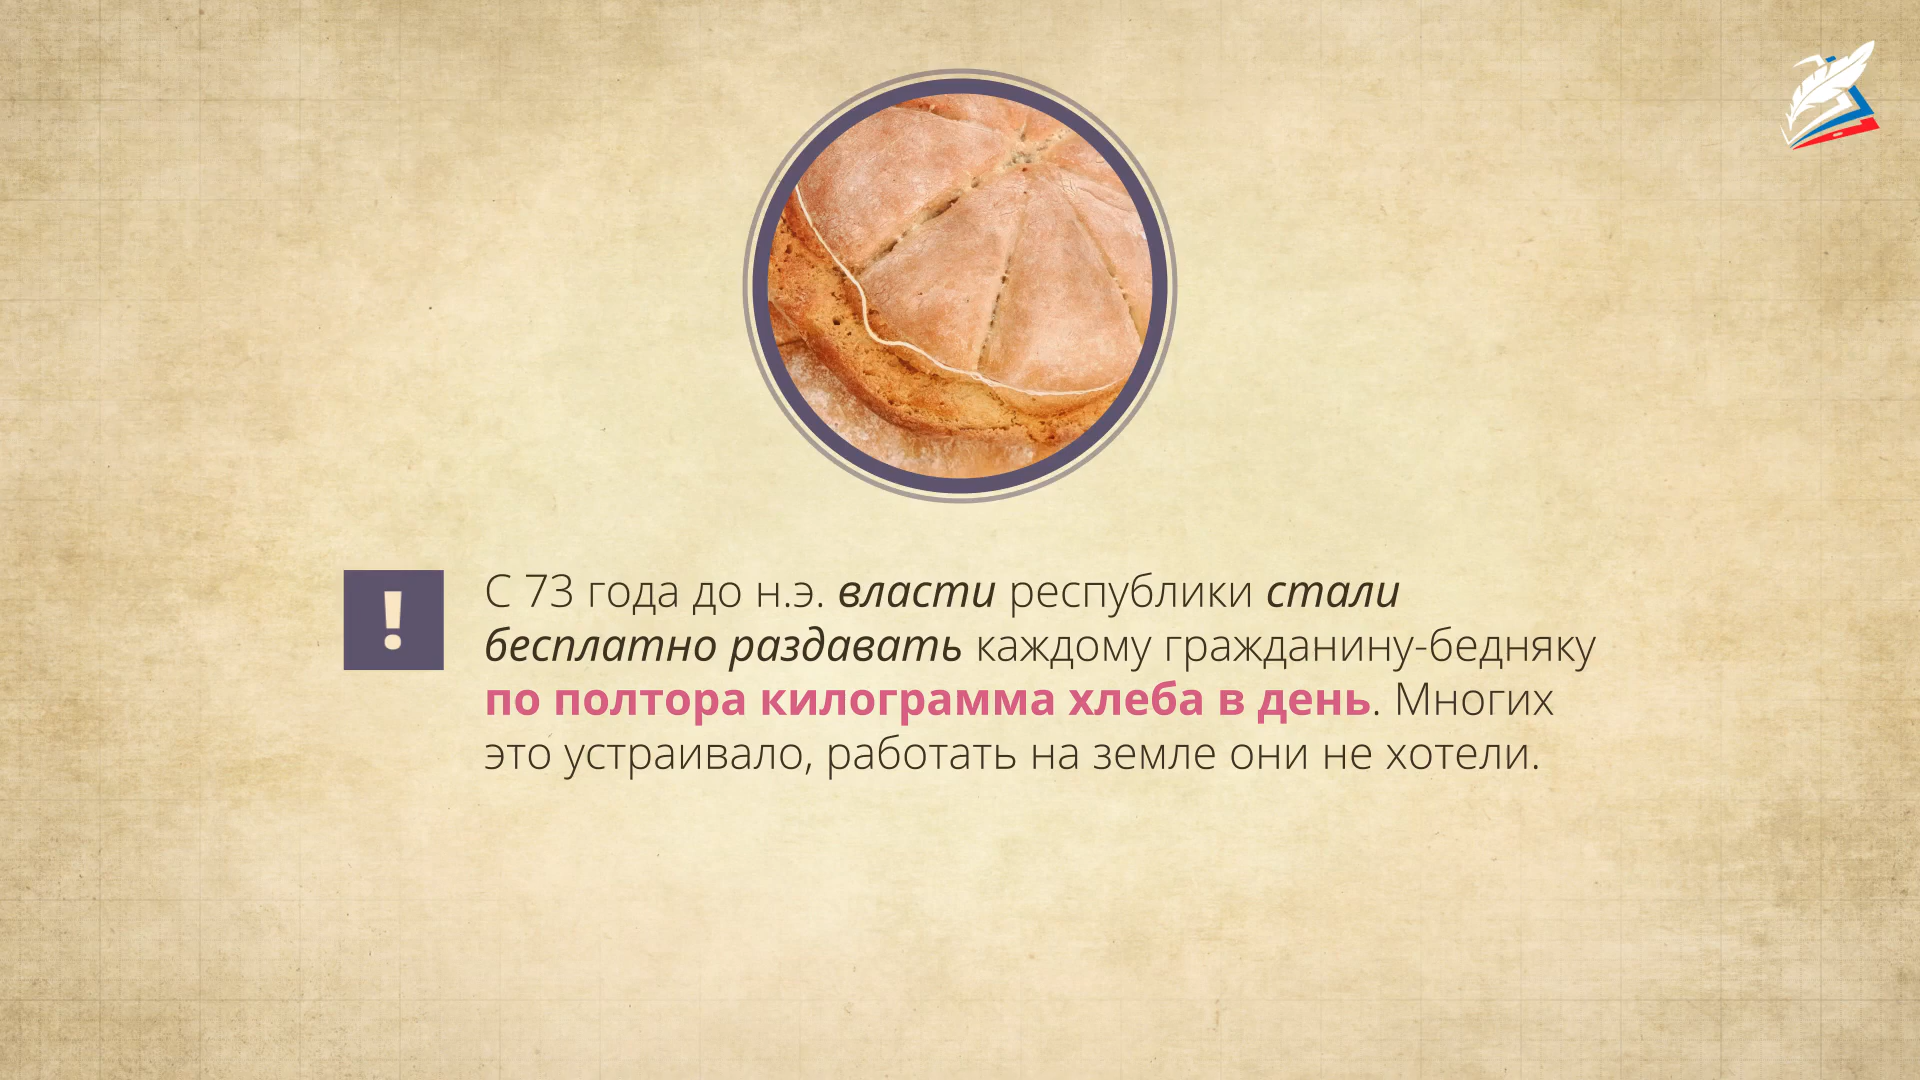 !
С 73 года до н.э. власти республики стали
бесплатно раздавать каждому гражданину-бедняку
по полтора килограмма хлеба в день. Многих
это устраивало, работать на земле они не хотели.